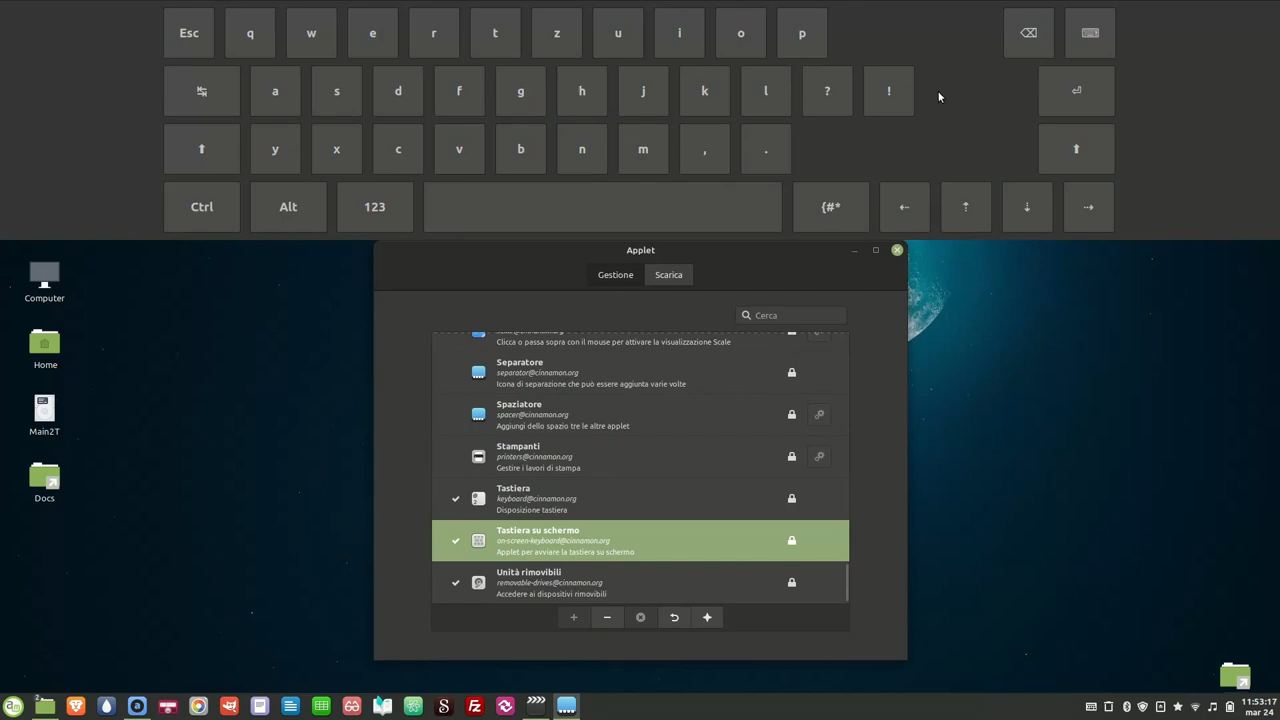 Esc q w e r t z u i o p
a s d f g h j k l ? !
y x c v b n m , .
Ctrl Alt 123 {#*
Applet
Gestione Scarica
Cerca
Clicca o passa sopra con il mouse per attivare la visualizzazione Scale
Separatore
separator@cinnamon.org
Icona di separazione che può essere aggiunta varie volte
Spaziatore
spacer@cinnamon.org
Aggiungi dello spazio tre le altre applet
Stampanti
printers@cinnamon.org
Gestire i lavori di stampa
Tastiera
keyboard@cinnamon.org
Disposizione tastiera
Tastiera su schermo
on-screen-keyboard@cinnamon.org
Applet per avviare la tastiera su schermo
Unità rimovibili
removable-drives@cinnamon.org
Accedere ai dispositivi rimovibili
Computer
Home
Main2T
Docs
2
11:53:17
mar 24